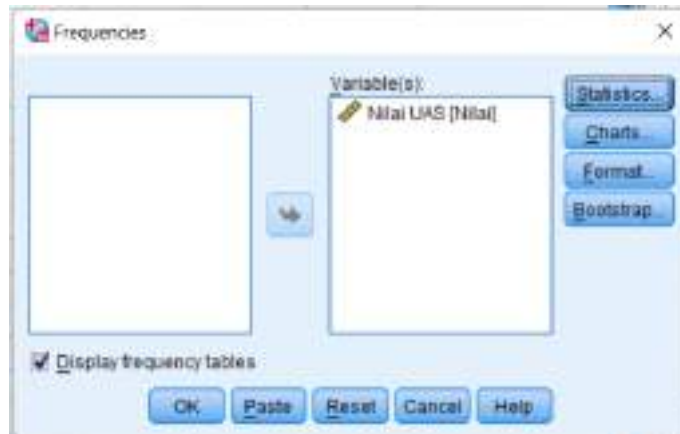 Frequencies
Variable(s):
Nilai UAS [Nilai]
Statistics...
Charts...
Format...
Bootstrap...
Display frequency tables
OK Paste Reset Cancel Help